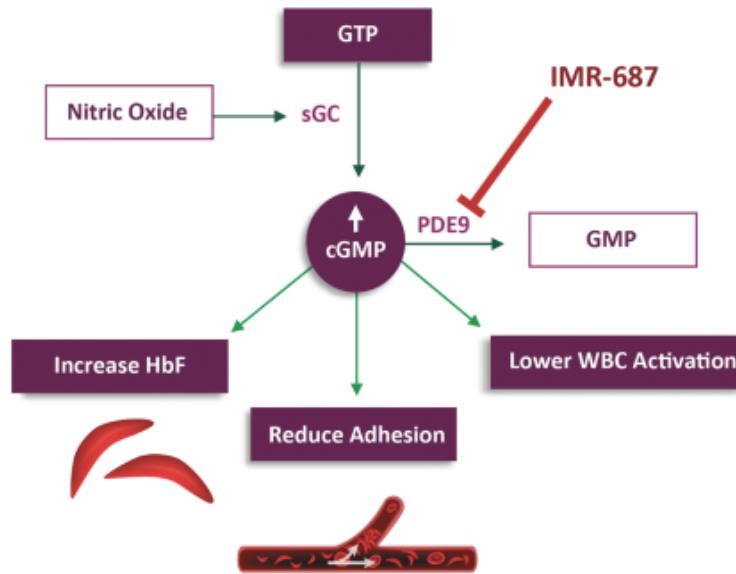 GTP
IMR-687
Nitric Oxide
sGC
cGMP
PDE9
GMP
Increase HbF
Lower WBC Activation
Reduce Adhesion